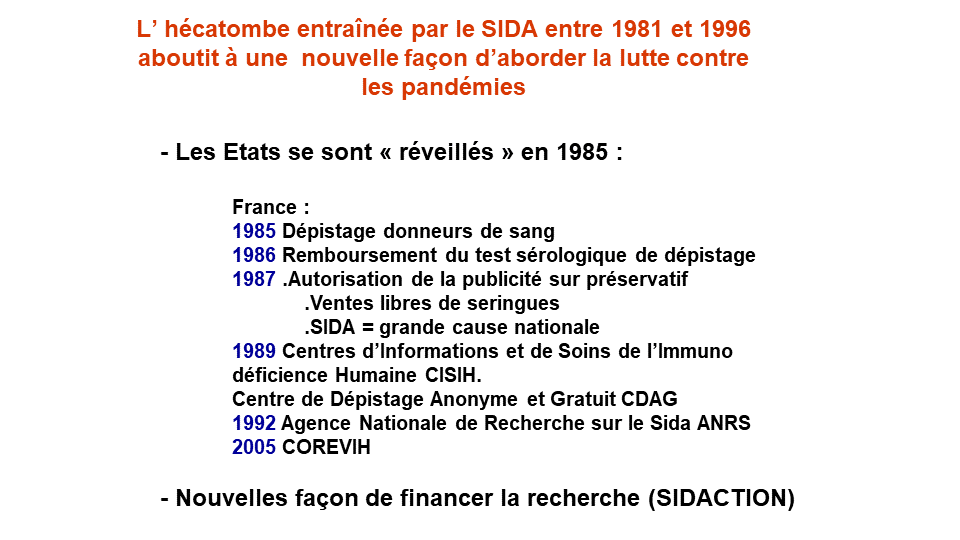 L’ hécatombe entraînée par le SIDA entre 1981 et 1996
aboutit à une  nouvelle façon d’aborder la lutte contre
les pandémies
- Les Etats se sont « réveillés » en 1985 :
France :
1985 Dépistage donneurs de sang
1986 Remboursement du test sérologique de dépistage
1987 .Autorisation de la publicité sur préservatif
.Ventes libres de seringues
.SIDA = grande cause nationale
1989 Centres d’Informations et de Soins de l’Immuno
déficience Humaine CISIH.
Centre de Dépistage Anonyme et Gratuit CDAG
1992 Agence Nationale de Recherche sur le Sida ANRS
2005 COREVIH
- Nouvelles façon de financer la recherche (SIDACTION)